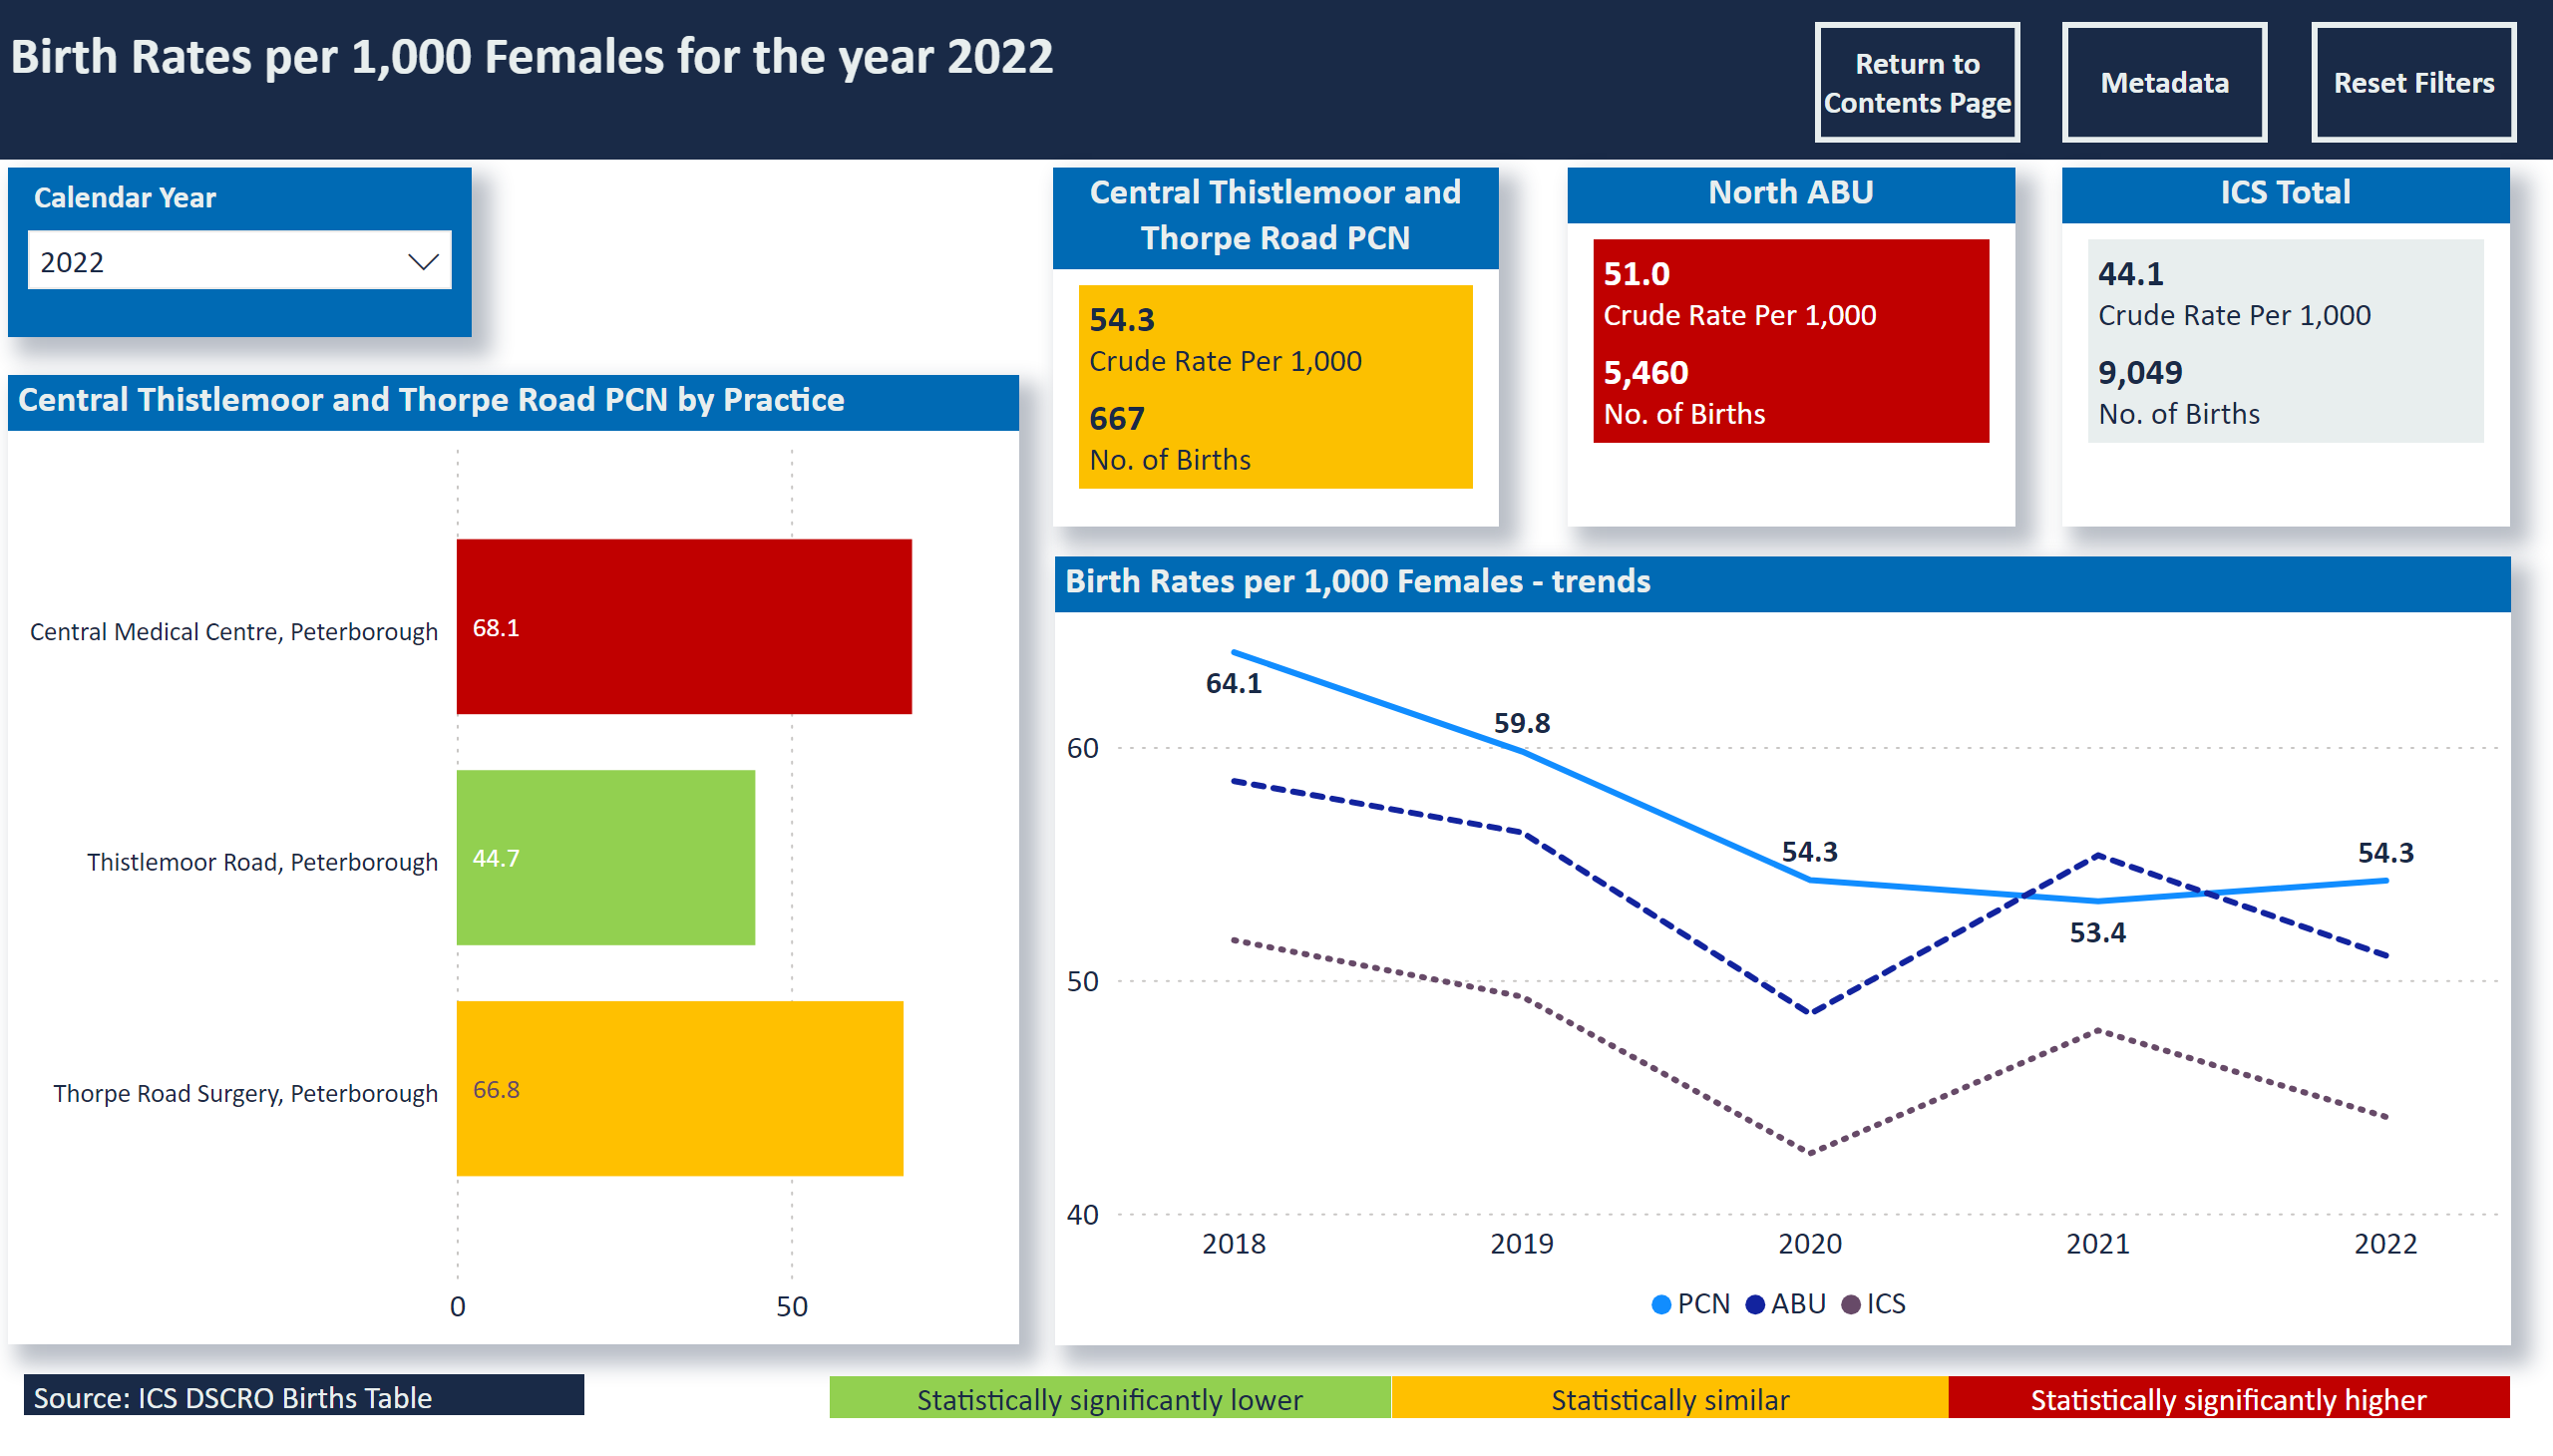 Birth Rates per 1,000 Females for the year 2022
Return to
Contents Page
Metadata
Reset Filters
Calendar Year
2022
Central Thistlemoor and
Thorpe Road PCN
54.3
Crude Rate Per 1,000
667
No. of Births
North ABU
51.0
Crude Rate Per 1,000
5,460
No. of Births
ICS Total
44.1
Crude Rate Per 1,000
9,049
No. of Births
Central Thistlemoor and Thorpe Road PCN by Practice
Central Medical Centre, Peterborough
68.1
Thistlemoor Road, Peterborough
44.7
Thorpe Road Surgery, Peterborough
66.8
0
50
Birth Rates per 1,000 Females - trends
64.1
59.8
54.3
53.4
54.3
60
50
40
2018
2019
2020
2021
2022
PCN
ABU
ICS
Source: ICS DSCRO Births Table
Statistically significantly lower
Statistically similar
Statistically significantly higher